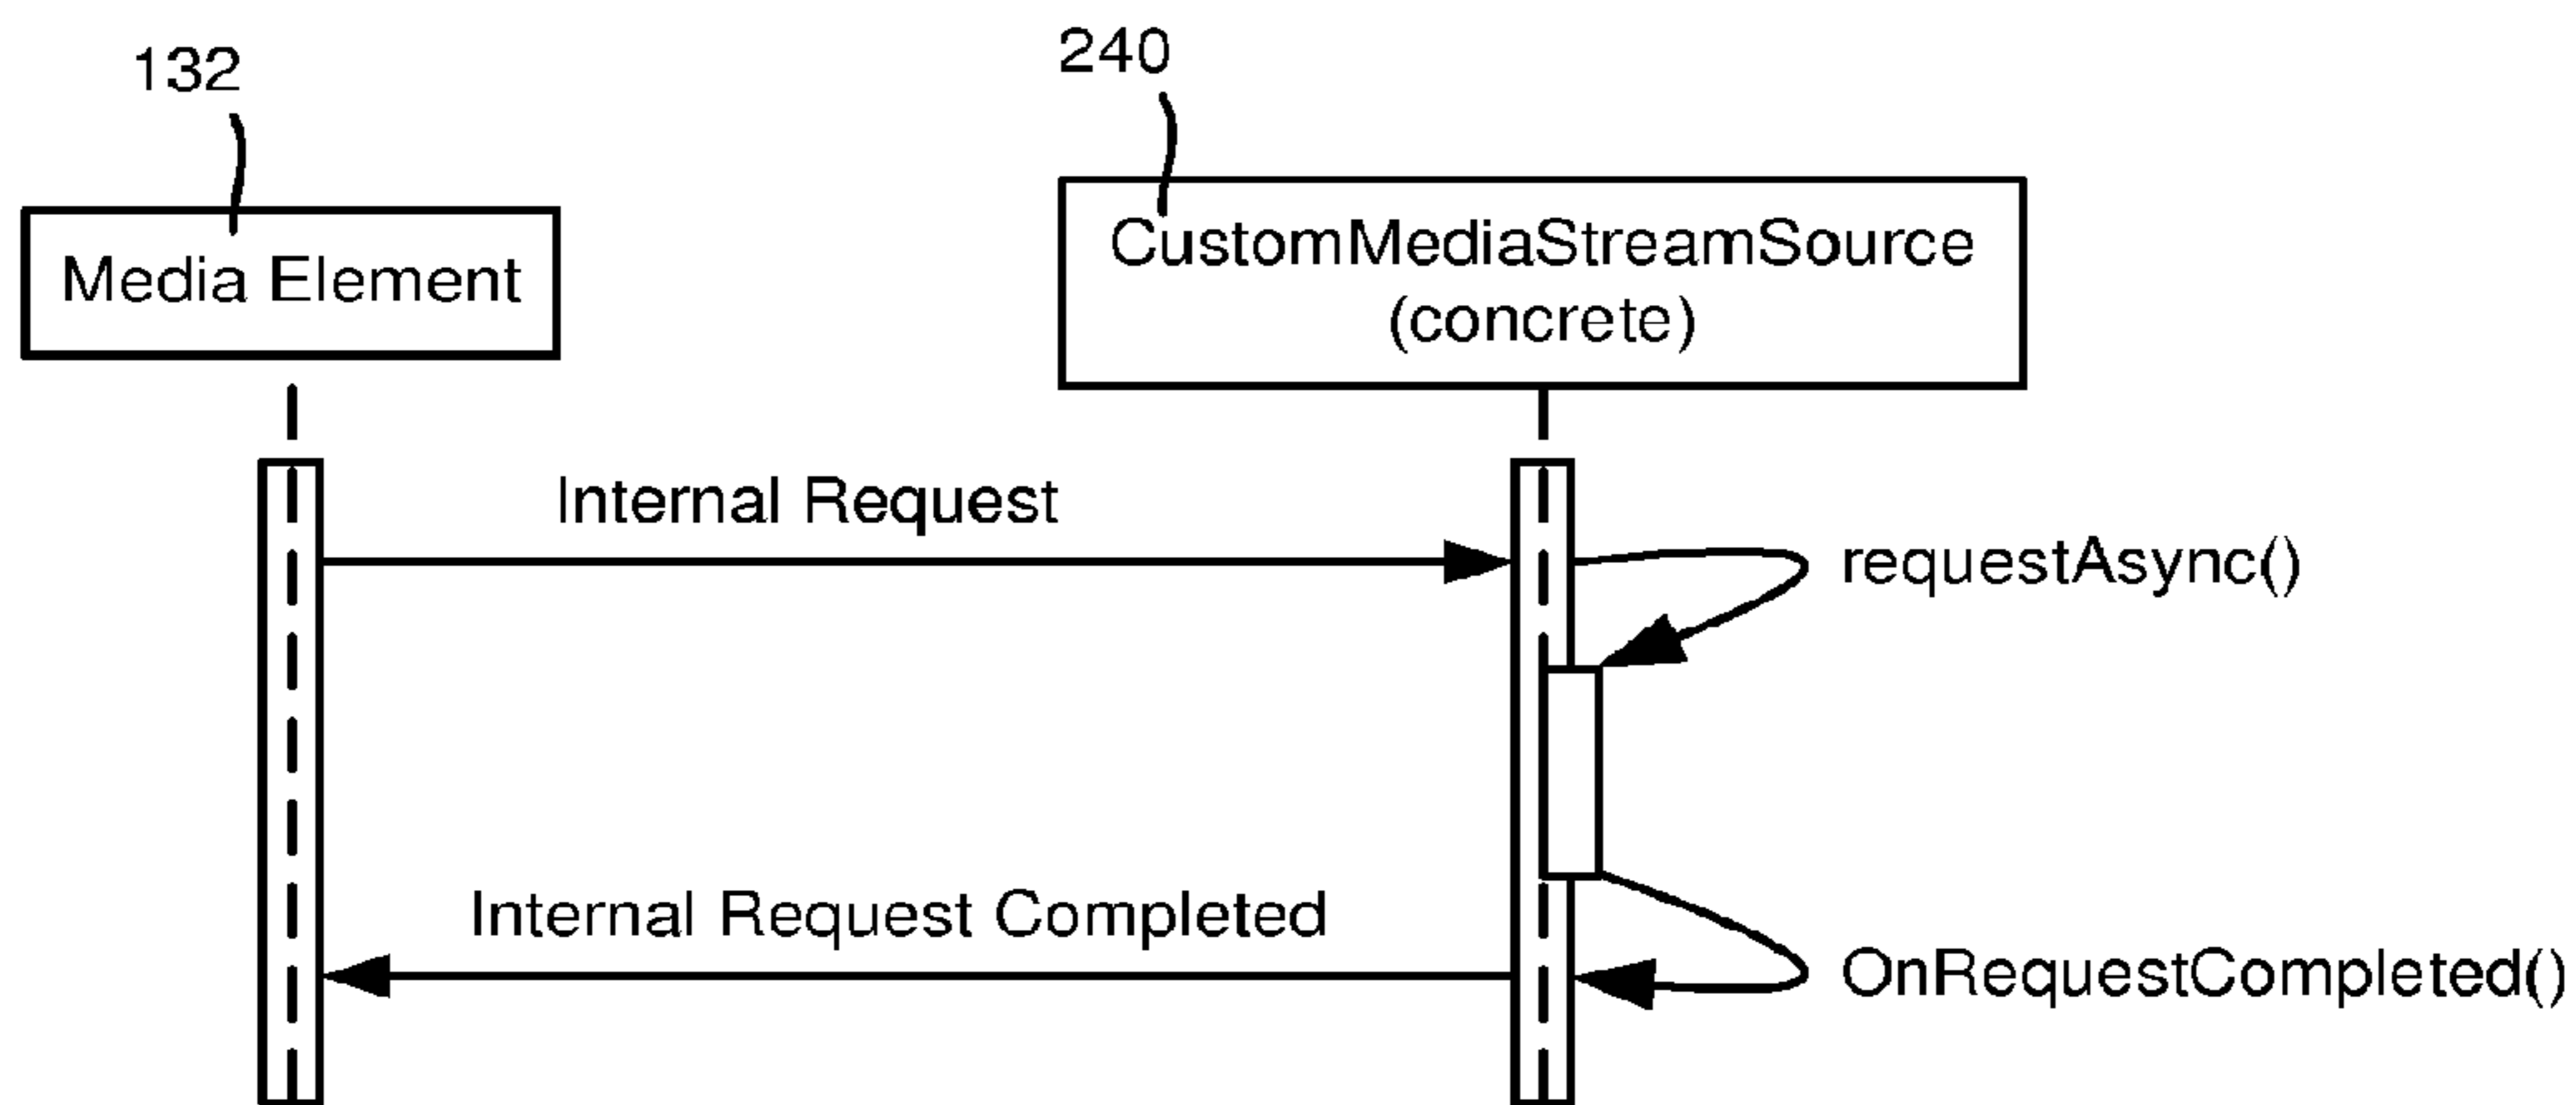 132
240
Media Element
CustomMediaStreamSource
(concrete)
Internal Request
requestAsync()
Internal Request Completed
OnRequestCompleted()